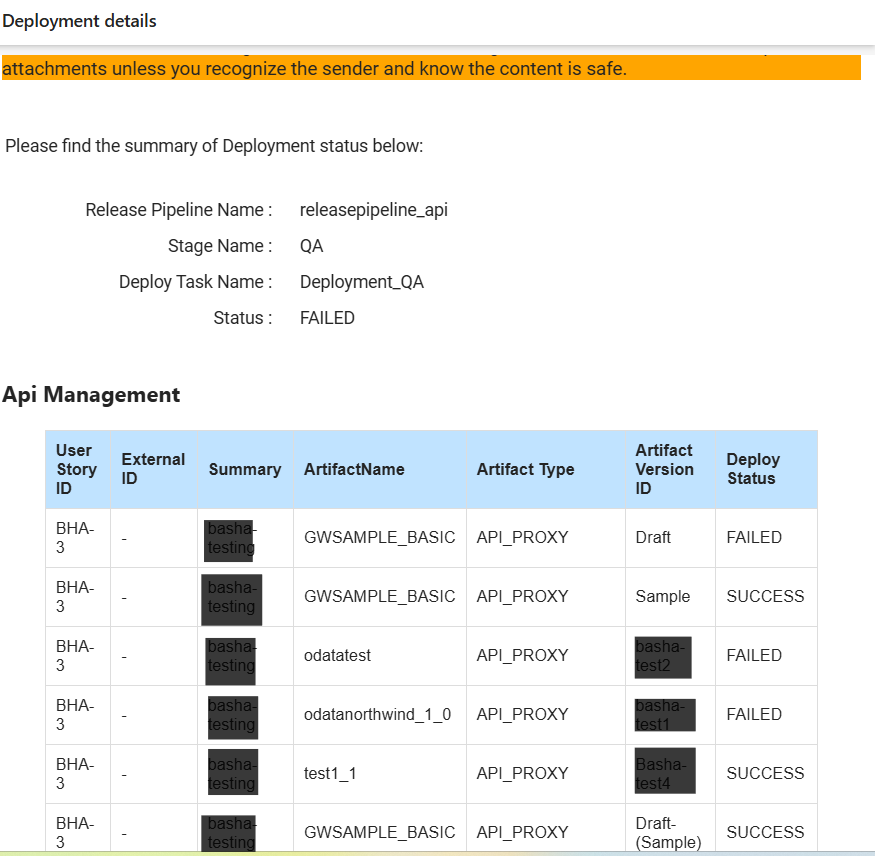 Deployment details
attachments unless you recognize the sender and know the content is safe.
Please find the summary of Deployment status below:
Release Pipeline Name : releasepipeline_api
Stage Name : QA
Deploy Task Name : Deployment_QA
Status : FAILED
Api Management
User Story ID External ID Summary ArtifactName Artifact Type Artifact Version ID Deploy Status
BHA-3 - basha-testing GWSAMPLE_BASIC API_PROXY Draft FAILED
BHA-3 - basha-testing GWSAMPLE_BASIC API_PROXY Sample SUCCESS
BHA-3 - basha-testing odatatest API_PROXY basha-test2 FAILED
BHA-3 - basha-testing odatanorthwind_1_0 API_PROXY basha-test1 FAILED
BHA-3 - basha-testing test1_1 API_PROXY Basha-test4 SUCCESS
BHA-3 - basha-testing GWSAMPLE_BASIC API_PROXY Draft-(Sample) SUCCESS